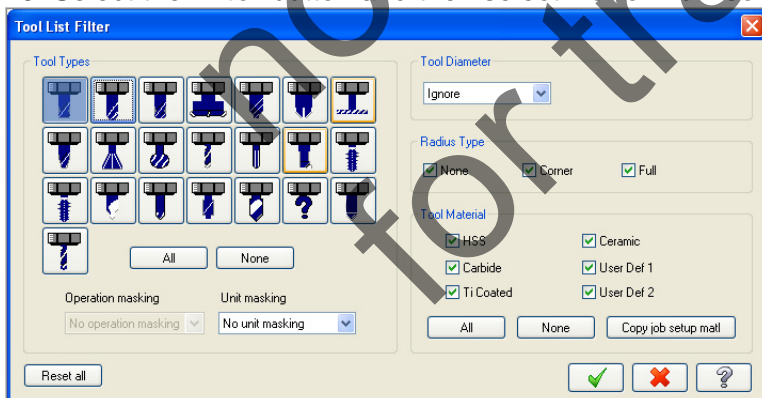 Tool List Filter
Tool Types
All
None
Operation masking
Unit masking
No operation masking
No unit masking
Reset all
Tool Diameter
Ignore
Radius Type
None
Corner
Full
Tool Material
HSS
Ceramic
Carbide
User Def 1
Ti Coated
User Def 2
All
None
Copy job setup matl